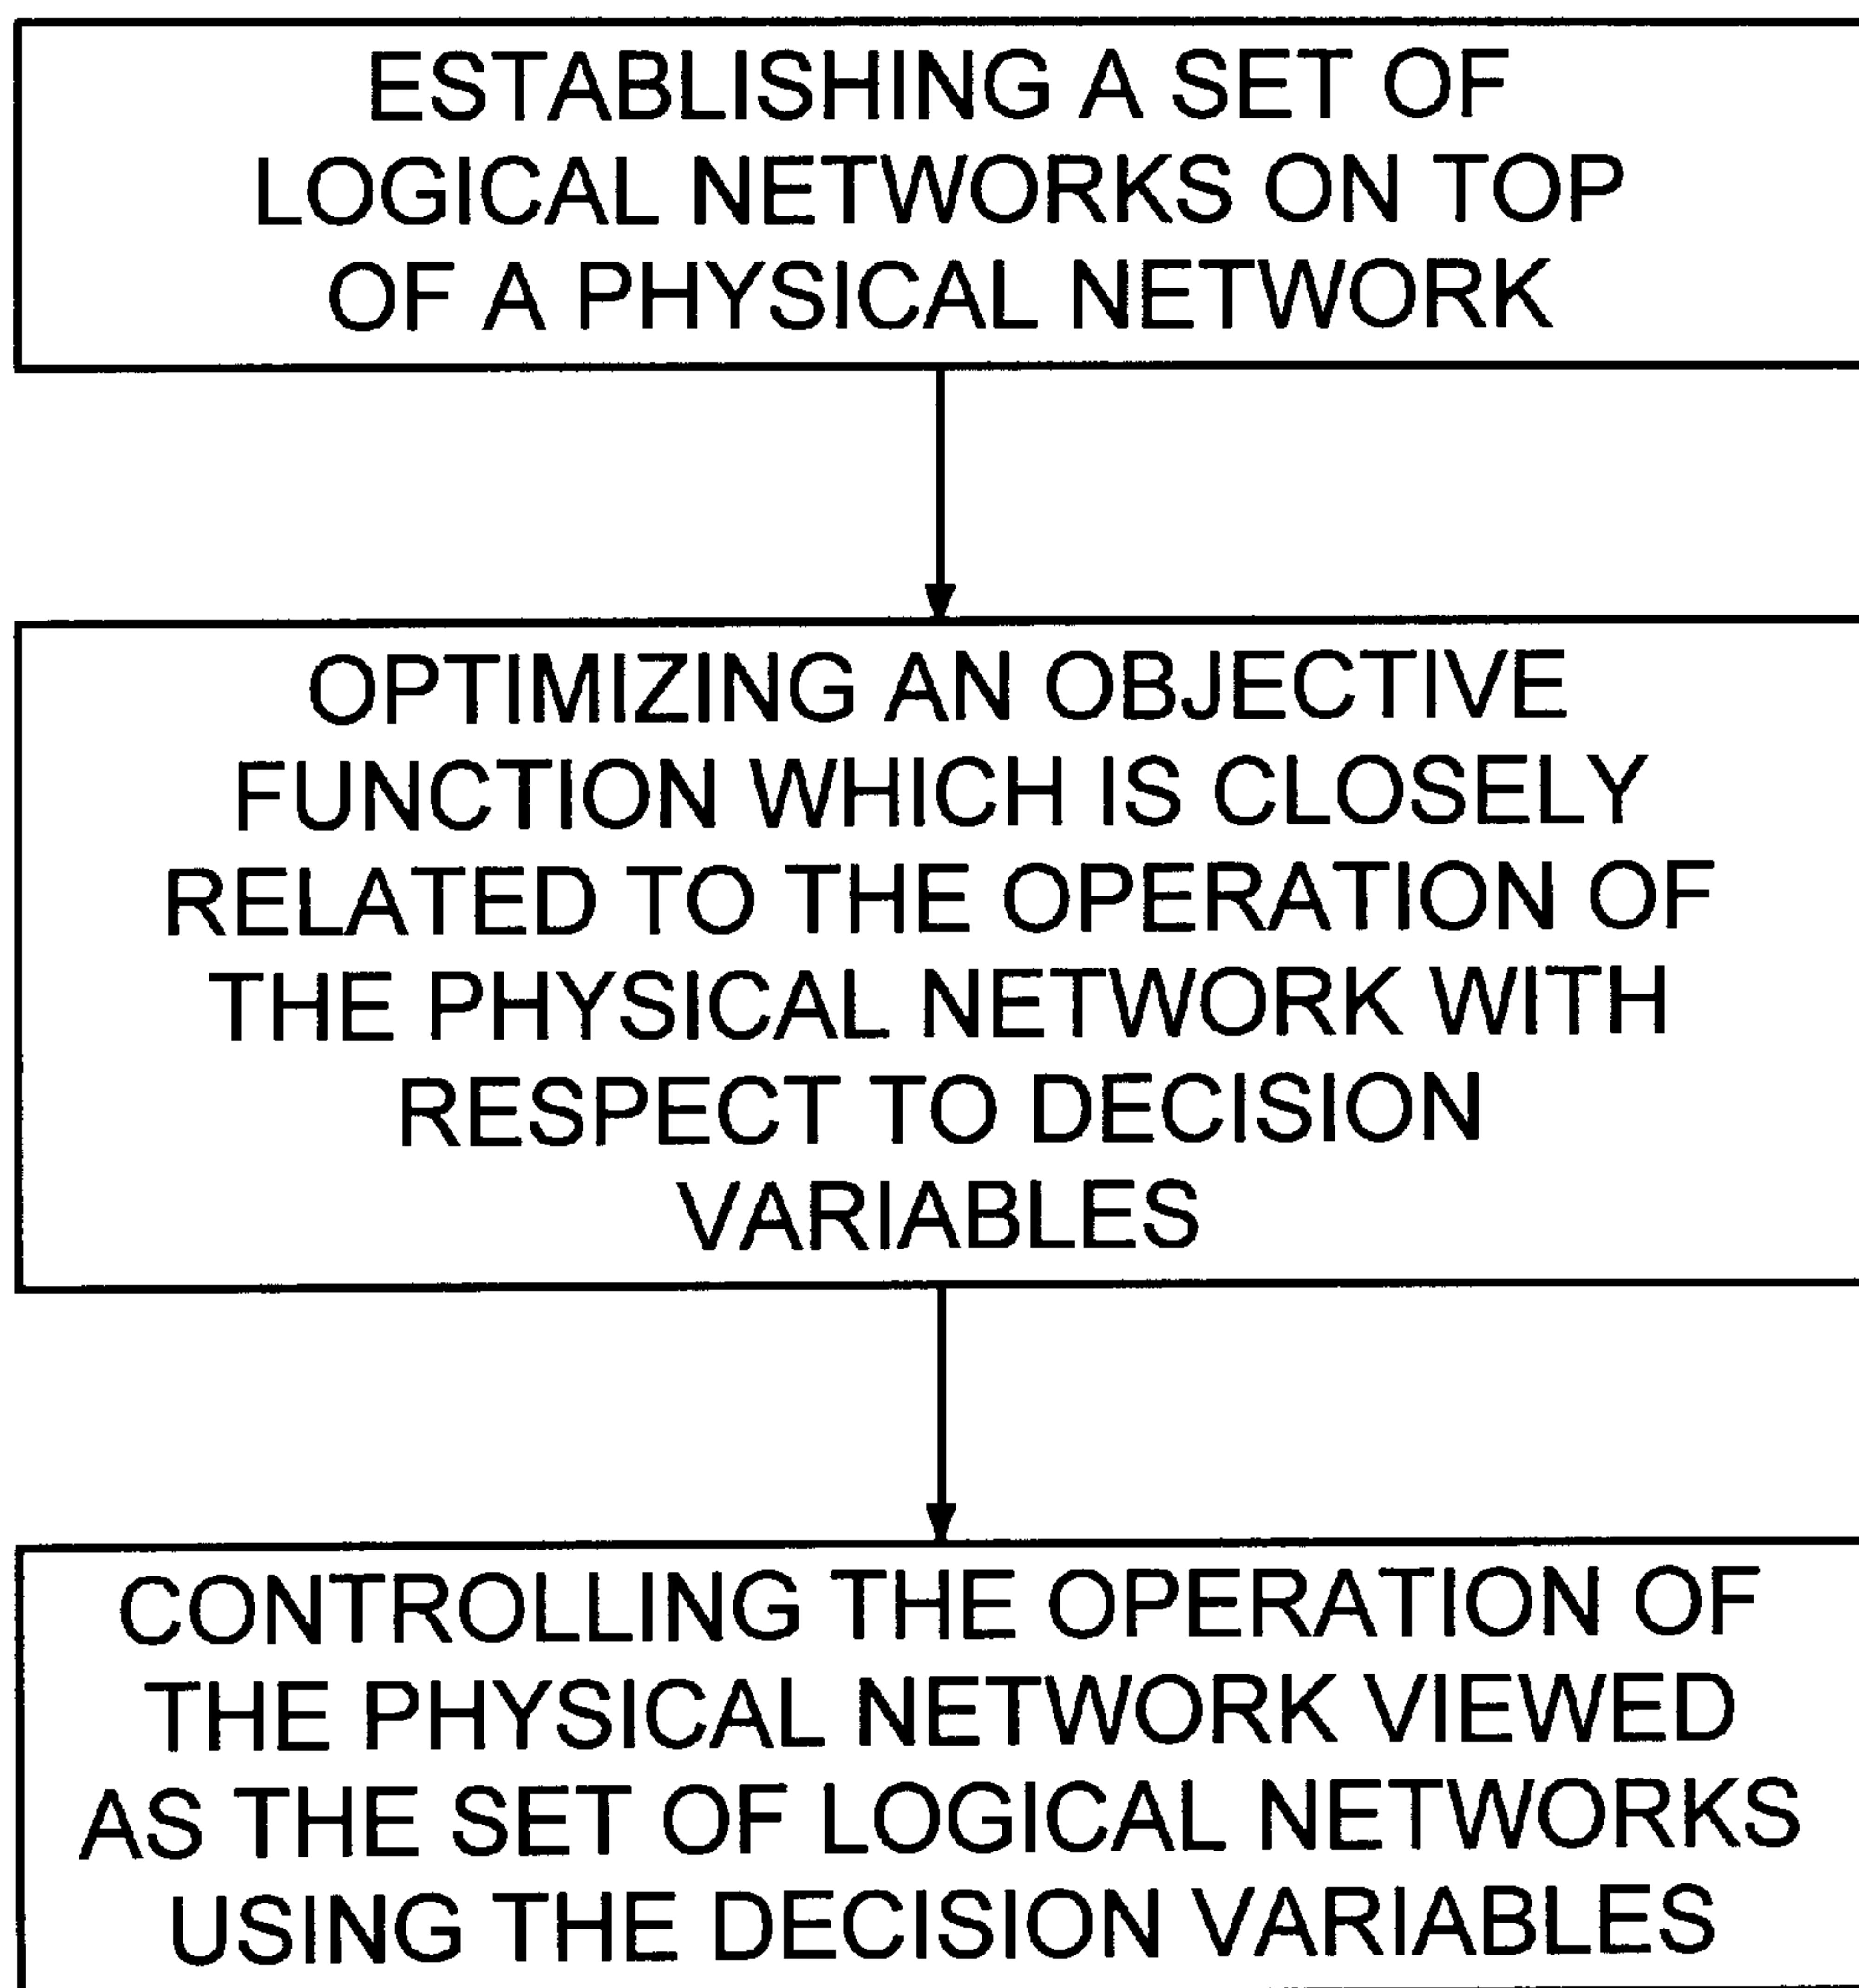 ESTABLISHING A SET OF
LOGICAL NETWORKS ON TOP
OF A PHYSICAL NETWORK
OPTIMIZING AN OBJECTIVE
FUNCTION WHICH IS CLOSELY
RELATED TO THE OPERATION OF
THE PHYSICAL NETWORK WITH
RESPECT TO DECISION
VARIABLES
CONTROLLING THE OPERATION OF
THE PHYSICAL NETWORK VIEWED
AS THE SET OF LOGICAL NETWORKS
USING THE DECISION VARIABLES